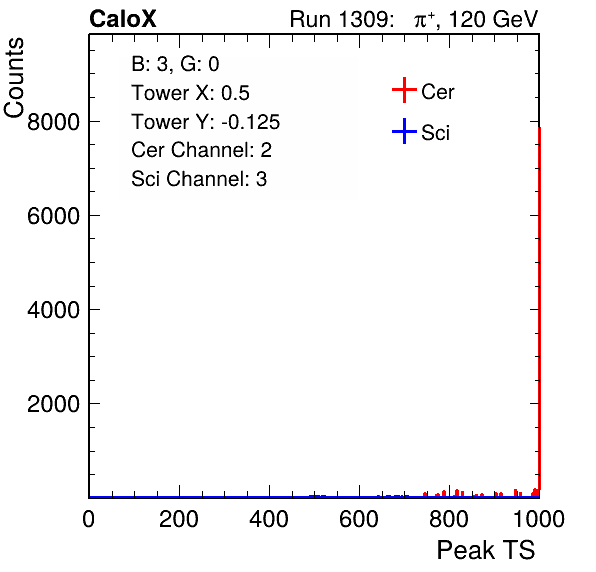 CaloX Run 1309: π⁺, 120 GeV
Counts
B: 3, G: 0
Tower X: 0.5
Tower Y: -0.125
Cer Channel: 2
Sci Channel: 3
Cer
Sci
8000
6000
4000
2000
0 200 400 600 800 1000
Peak TS